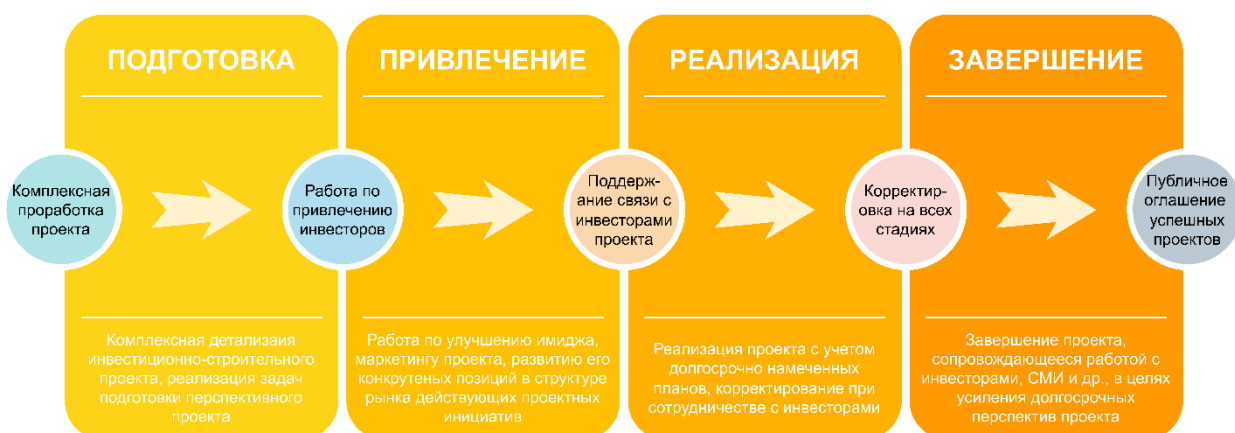 ПОДГОТОВКА
ПРИВЛЕЧЕНИЕ
РЕАЛИЗАЦИЯ
ЗАВЕРШЕНИЕ
Комплексная
проработка
проекта
Работа по
привлечению
инвесторов
Поддерж-
ание связи с
инвесторами
проекта
Корректир-
овка на всех
стадиях
Публичное
оглашение
успешных
проектов
Комплексная детализаия
инвестиционно-строительного
проекта, реализация задач
подготовки перспективного
проекта
Работа по улучшению имиджа,
маркетингу проекта, развитию его
конкрутеных позиций в структуре
рынка действующих проектных
инициатив
Реализация проекта с учетом
долгосрочно намеченных
планов, корректирование при
сотрудничестве с инвесторами
Завершение проекта,
сопровождающееся работой с
инвесторами, СМИ и др., в целях
усиления долгосрочных
перспектив проекта